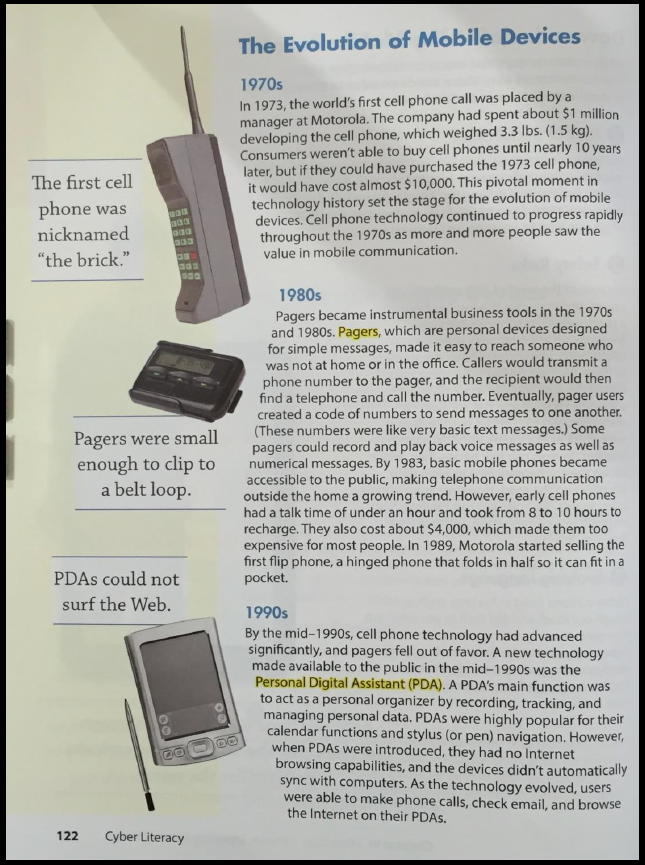 The Evolution of Mobile Devices
1970s
In 1973, the world's first cell phone call was placed by a
manager at Motorola. The company had spent about $1 million
developing the cell phone, which weighed 3.3 lbs. (1.5 kg).
Consumers weren't able to buy cell phones until nearly 10 years
later, but if they could have purchased the 1973 cell phone,
it would have cost almost $10,000. This pivotal moment in
technology history set the stage for the evolution of mobile
devices. Cell phone technology continued to progress rapidly
throughout the 1970s as more and more people saw the
value in mobile communication.
The first cell
phone was
nicknamed
“the brick.”
1980s
Pagers became instrumental business tools in the 1970s
and 1980s. Pagers, which are personal devices designed
for simple messages, made it easy to reach someone who
was not at home or in the office. Callers would transmit a
phone number to the pager, and the recipient would then
find a telephone and call the number. Eventually, pager users
created a code of numbers to send messages to one another.
(These numbers were like very basic text messages.) Some
pagers could record and play back voice messages as well as
numerical messages. By 1983, basic mobile phones became
accessible to the public, making telephone communication
outside the home a growing trend. However, early cell phones
had a talk time of under an hour and took from 8 to 10 hours to
recharge. They also cost about $4,000, which made them too
expensive for most people. In 1989, Motorola started selling the
first flip phone, a hinged phone that folds in half so it can fit in a
pocket.
Pagers were small
enough to clip to
a belt loop.
PDAs could not
surf the Web.
1990s
By the mid–1990s, cell phone technology had advanced
significantly, and pagers fell out of favor. A new technology
made available to the public in the mid–1990s was the
Personal Digital Assistant (PDA). A PDA's main function was
to act as a personal organizer by recording, tracking, and
managing personal data. PDAs were highly popular for their
calendar functions and stylus (or pen) navigation. However,
when PDAs were introduced, they had no Internet
browsing capabilities, and the devices didn't automatically
sync with computers. As the technology evolved, users
were able to make phone calls, check email, and browse
the Internet on their PDAs.
122 Cyber Literacy